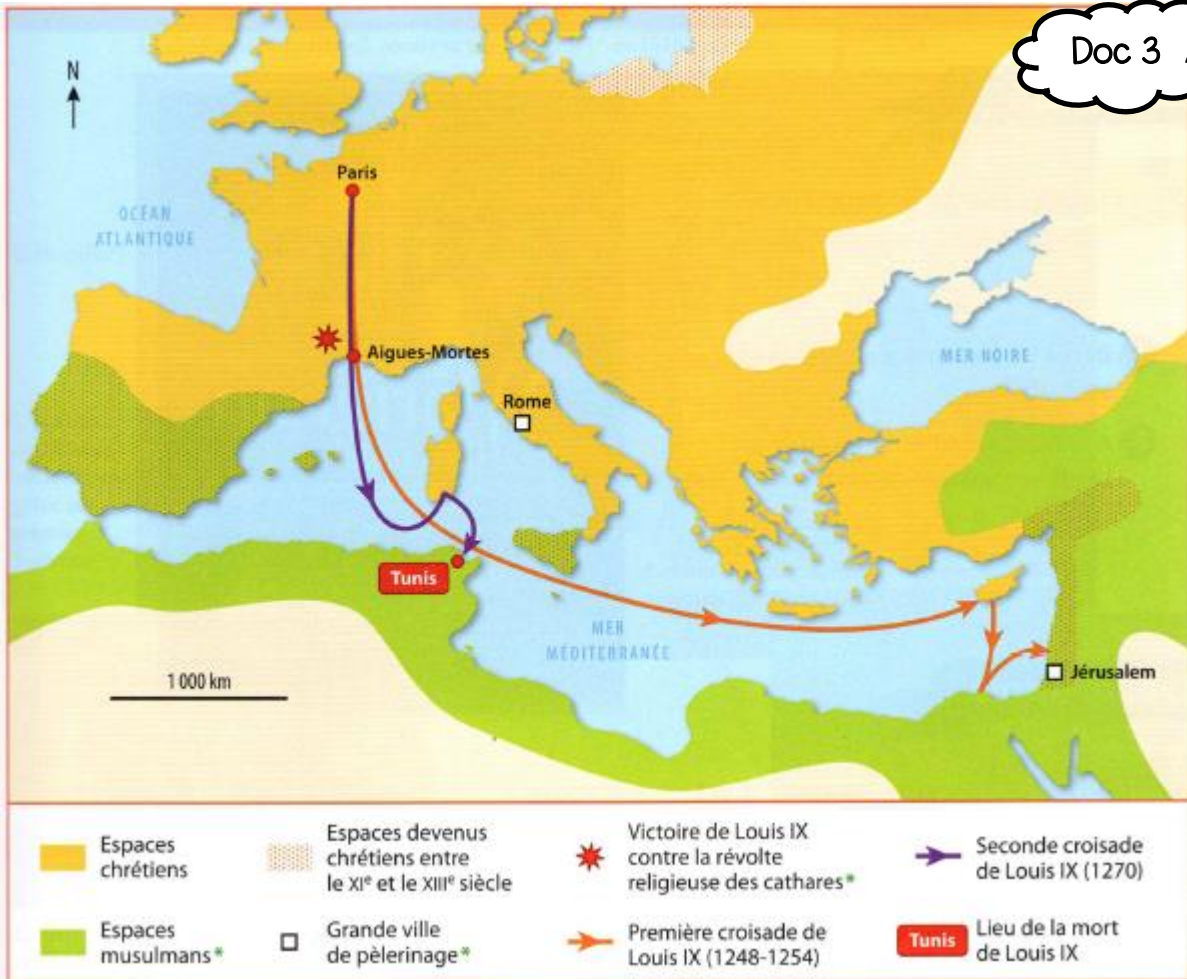 Doc 3
N
Paris
OCÉAN
ATLANTIQUE
Aigues-Mortes
MER NOIRE
Rome
Tunis
MER
MÉDITERRANÉE
1 000 km
Jérusalem
Espaces
chrétiens
Espaces devenus
chrétiens entre
le XIe et le XIIIe siècle
Victoire de Louis IX
contre la révolte
religieuse des cathares*
Seconde croisade
de Louis IX (1270)
Espaces
musulmans*
Grande ville
de pèlerinage*
Première croisade de
Louis IX (1248-1254)
Tunis
Lieu de la mort
de Louis IX